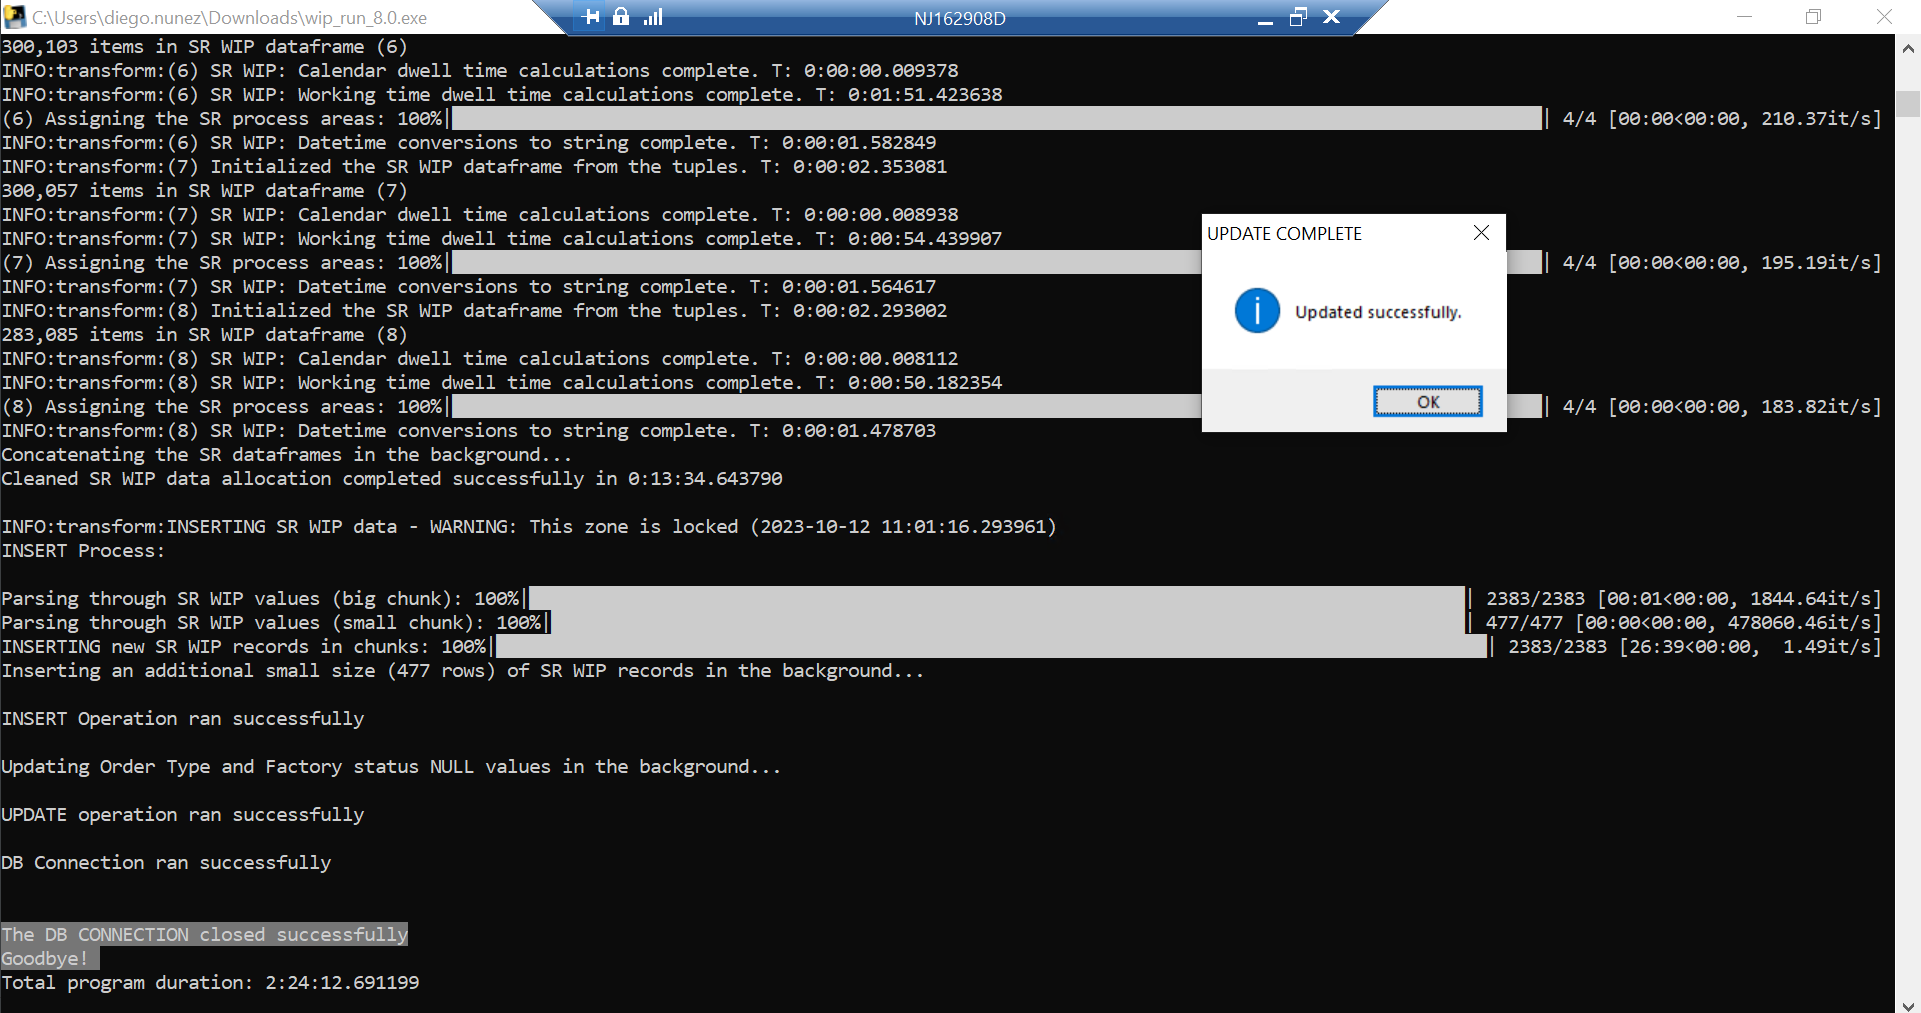 C:\Users\diego.nunez\Downloads\wip_run_8.0.exe
NJ162908D
300,103 items in SR WIP dataframe (6)
INFO:transform:(6) SR WIP: Calendar dwell time calculations complete. T: 0:00:00.009378
INFO:transform:(6) SR WIP: Working time dwell time calculations complete. T: 0:01:51.423638
(6) Assigning the SR process areas: 100%| | 4/4 [00:00<00:00, 210.37it/s]
INFO:transform:(6) SR WIP: Datetime conversions to string complete. T: 0:00:01.582849
INFO:transform:(7) Initialized the SR WIP dataframe from the tuples. T: 0:00:02.353081
300,057 items in SR WIP dataframe (7)
INFO:transform:(7) SR WIP: Calendar dwell time calculations complete. T: 0:00:00.008938
INFO:transform:(7) SR WIP: Working time dwell time calculations complete. T: 0:00:54.439907
(7) Assigning the SR process areas: 100%| | 4/4 [00:00<00:00, 195.19it/s]
INFO:transform:(7) SR WIP: Datetime conversions to string complete. T: 0:00:01.564617
INFO:transform:(8) Initialized the SR WIP dataframe from the tuples. T: 0:00:02.293002
283,085 items in SR WIP dataframe (8)
INFO:transform:(8) SR WIP: Calendar dwell time calculations complete. T: 0:00:00.008112
INFO:transform:(8) SR WIP: Working time dwell time calculations complete. T: 0:00:50.182354
(8) Assigning the SR process areas: 100%| | 4/4 [00:00<00:00, 183.82it/s]
INFO:transform:(8) SR WIP: Datetime conversions to string complete. T: 0:00:01.478703
Concatenating the SR dataframes in the background...
Cleaned SR WIP data allocation completed successfully in 0:13:34.643790
INFO:transform:INSERTING SR WIP data - WARNING: This zone is locked (2023-10-12 11:01:16.293961)
INSERT Process:
Parsing through SR WIP values (big chunk): 100%| | 2383/2383 [00:01<00:00, 1844.64it/s]
Parsing through SR WIP values (small chunk): 100%| | 477/477 [00:00<00:00, 478060.46it/s]
INSERTING new SR WIP records in chunks: 100%| | 2383/2383 [26:39<00:00,  1.49it/s]
Inserting an additional small size (477 rows) of SR WIP records in the background...
INSERT Operation ran successfully
Updating Order Type and Factory status NULL values in the background...
UPDATE operation ran successfully
DB Connection ran successfully
The DB CONNECTION closed successfully
Goodbye!
Total program duration: 2:24:12.691199
UPDATE COMPLETE
Updated successfully.
OK